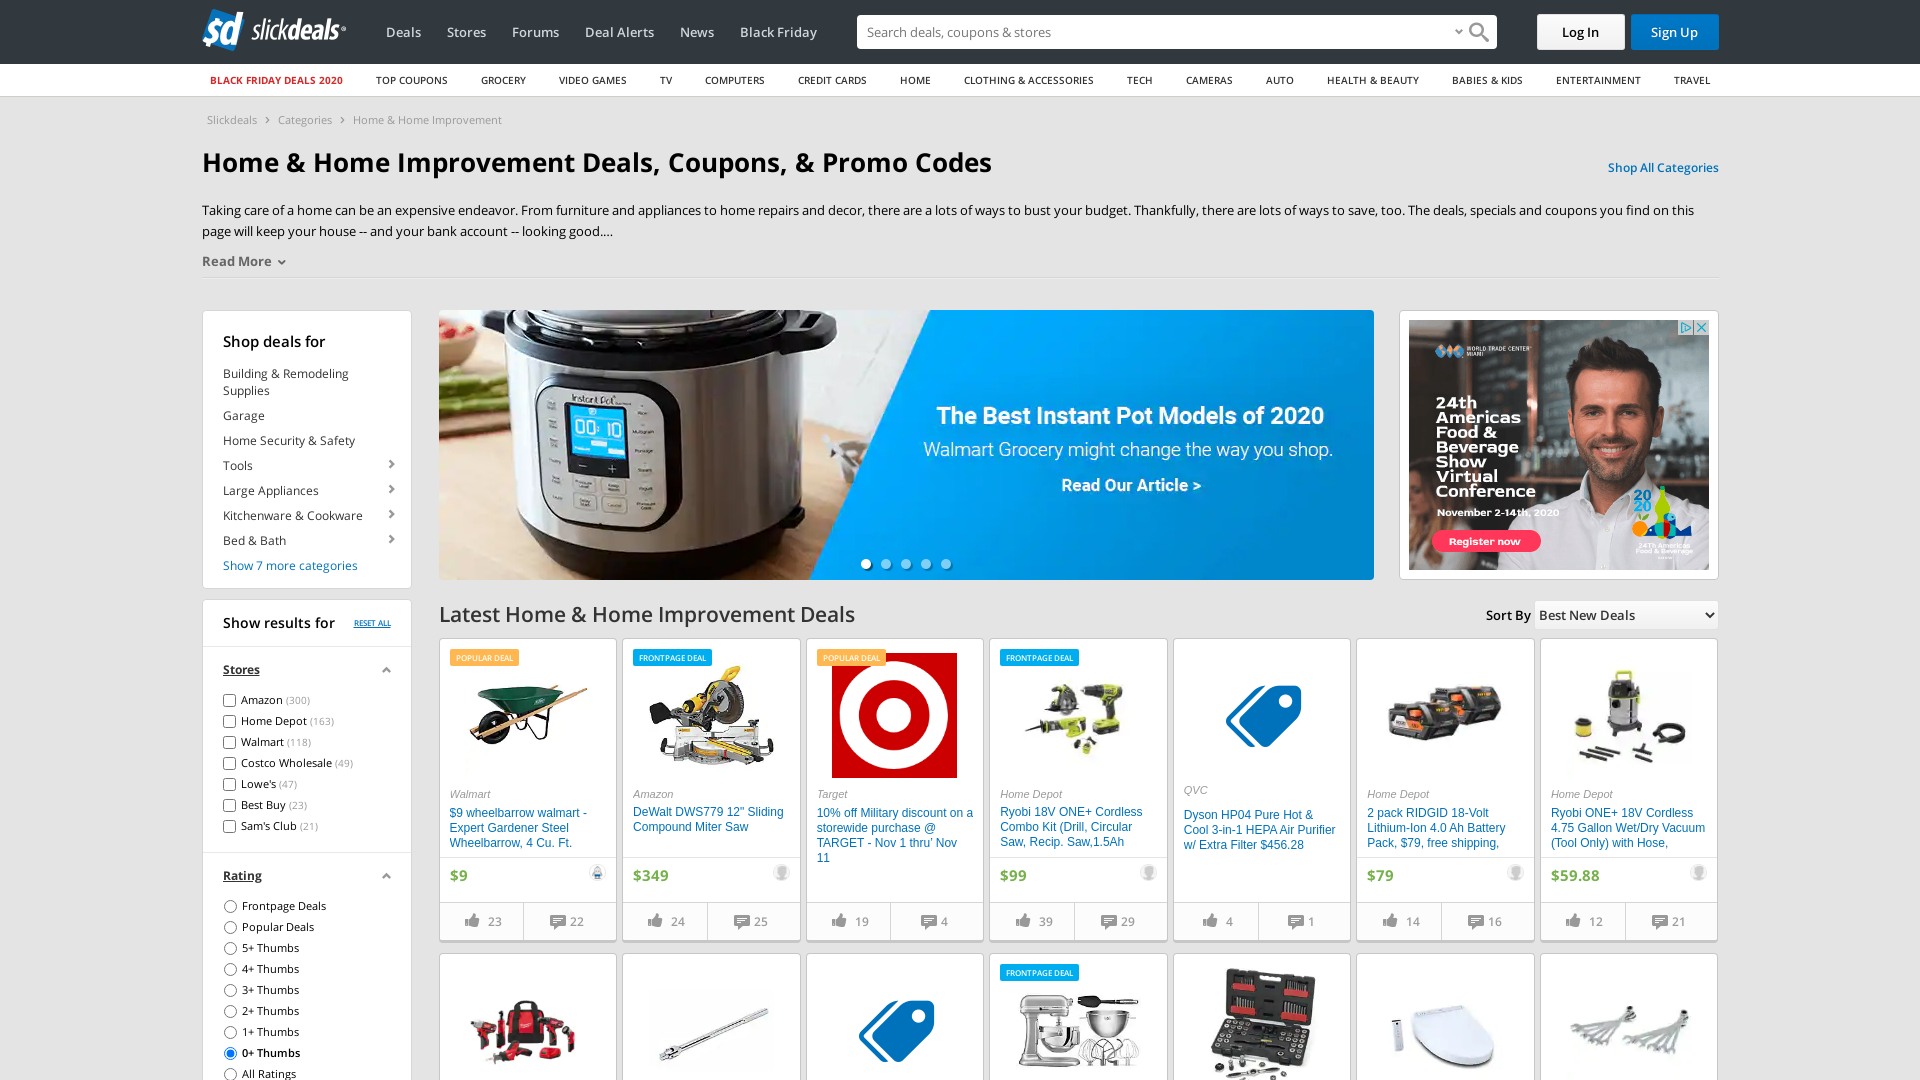 slickdeals
Deals
Stores
Forums
Deal Alerts
News
Black Friday
Search deals, coupons & stores
Log In
Sign Up
BLACK FRIDAY DEALS 2020
TOP COUPONS
GROCERY
VIDEO GAMES
TV
COMPUTERS
CREDIT CARDS
HOME
CLOTHING & ACCESSORIES
TECH
CAMERAS
AUTO
HEALTH & BEAUTY
BABIES & KIDS
ENTERTAINMENT
TRAVEL
Slickdeals > Categories > Home & Home Improvement
Home & Home Improvement Deals, Coupons, & Promo Codes
Shop All Categories
Taking care of a home can be an expensive endeavor. From furniture and appliances to home repairs and decor, there are a lots of ways to bust your budget. Thankfully, there are lots of ways to save, too. The deals, specials and coupons you find on this
page will keep your house -- and your bank account -- looking good....
Read More
Shop deals for
Building & Remodeling
Supplies
Garage
Home Security & Safety
Tools
Large Appliances
Kitchenware & Cookware
Bed & Bath
Show 7 more categories
Instant Pot
00:10
The Best Instant Pot Models of 2020
Walmart Grocery might change the way you shop.
Read Our Article >
WORLD TRADE CENTER
MIAMI
24th
Americas
Food &
Beverage
Show
Virtual
Conference
November 2-14th, 2020
Register now
2020
24Th Americas
Food & Beverage
Show results for
RESET ALL
Stores
Amazon (300)
Home Depot (163)
Walmart (118)
Costco Wholesale (49)
Lowe's (47)
Best Buy (23)
Sam's Club (21)
Rating
Frontpage Deals
Popular Deals
5+ Thumbs
4+ Thumbs
3+ Thumbs
2+ Thumbs
1+ Thumbs
0+ Thumbs
All Ratings
Latest Home & Home Improvement Deals
Sort By
Best New Deals
POPULAR DEAL
Walmart
$9 wheelbarrow walmart -
Expert Gardener Steel
Wheelbarrow, 4 Cu. Ft.
$9
23
22
FRONTPAGE DEAL
Amazon
DeWalt DWS779 12" Sliding
Compound Miter Saw
$349
24
25
POPULAR DEAL
Target
10% off Military discount on a
storewide purchase @
TARGET - Nov 1 thru' Nov
11
19
4
FRONTPAGE DEAL
Home Depot
Ryobi 18V ONE+ Cordless
Combo Kit (Drill, Circular
Saw, Recip. Saw,1.5Ah
$99
39
29
QVC
Dyson HP04 Pure Hot &
Cool 3-in-1 HEPA Air Purifier
w/ Extra Filter $456.28
4
1
Home Depot
2 pack RIDGID 18-Volt
Lithium-Ion 4.0 Ah Battery
Pack, $79, free shipping,
$79
14
16
Home Depot
Ryobi ONE+ 18V Cordless
4.75 Gallon Wet/Dry Vacuum
(Tool Only) with Hose,
$59.88
12
21
FRONTPAGE DEAL